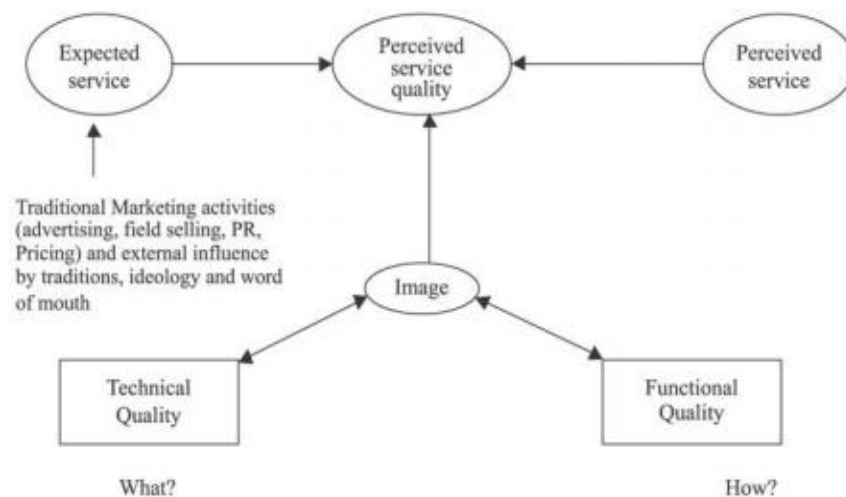 Expected
service
Perceived
service
quality
Perceived
service
Traditional Marketing activities
(advertising, field selling, PR,
Pricing) and external influence
by traditions, ideology and word
of mouth
Image
Technical
Quality
Functional
Quality
What?
How?